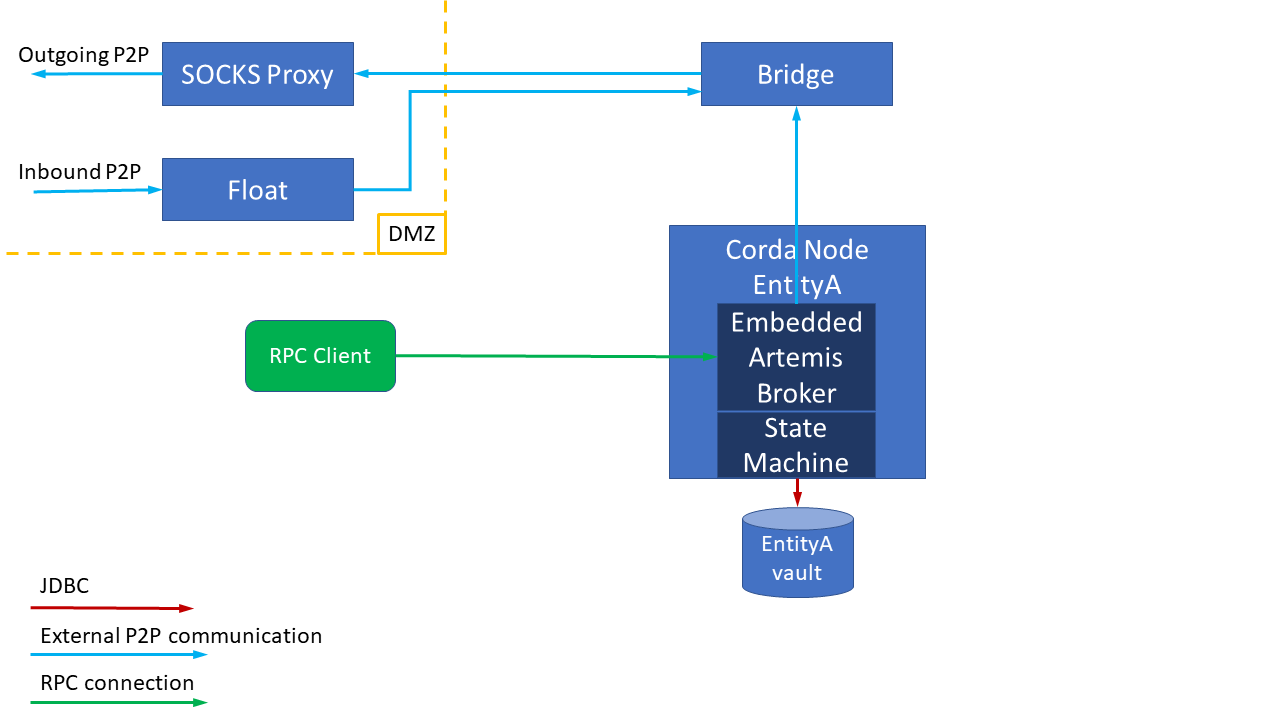 Outgoing P2P
SOCKS Proxy
Bridge
Inbound P2P
Float
DMZ
Corda Node
EntityA
Embedded
Artemis
Broker
State
Machine
RPC Client
EntityA
vault
JDBC
External P2P communication
RPC connection